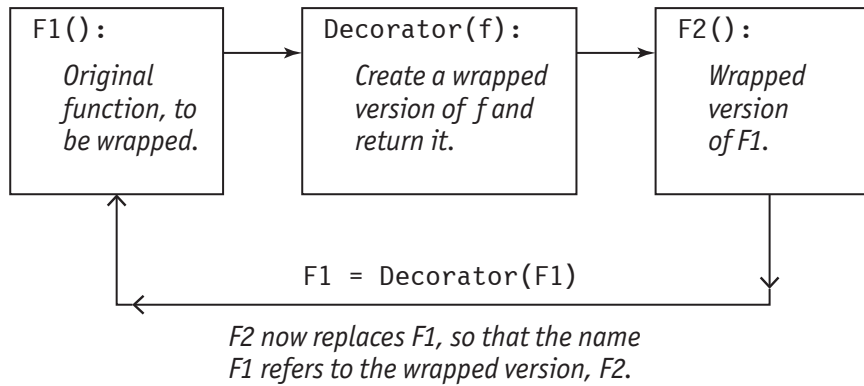 F1():
Original
function, to
be wrapped.
Decorator(f):
Create a wrapped
version of f and
return it.
F2():
Wrapped
version
of F1.
F1 = Decorator(F1)
F2 now replaces F1, so that the name
F1 refers to the wrapped version, F2.